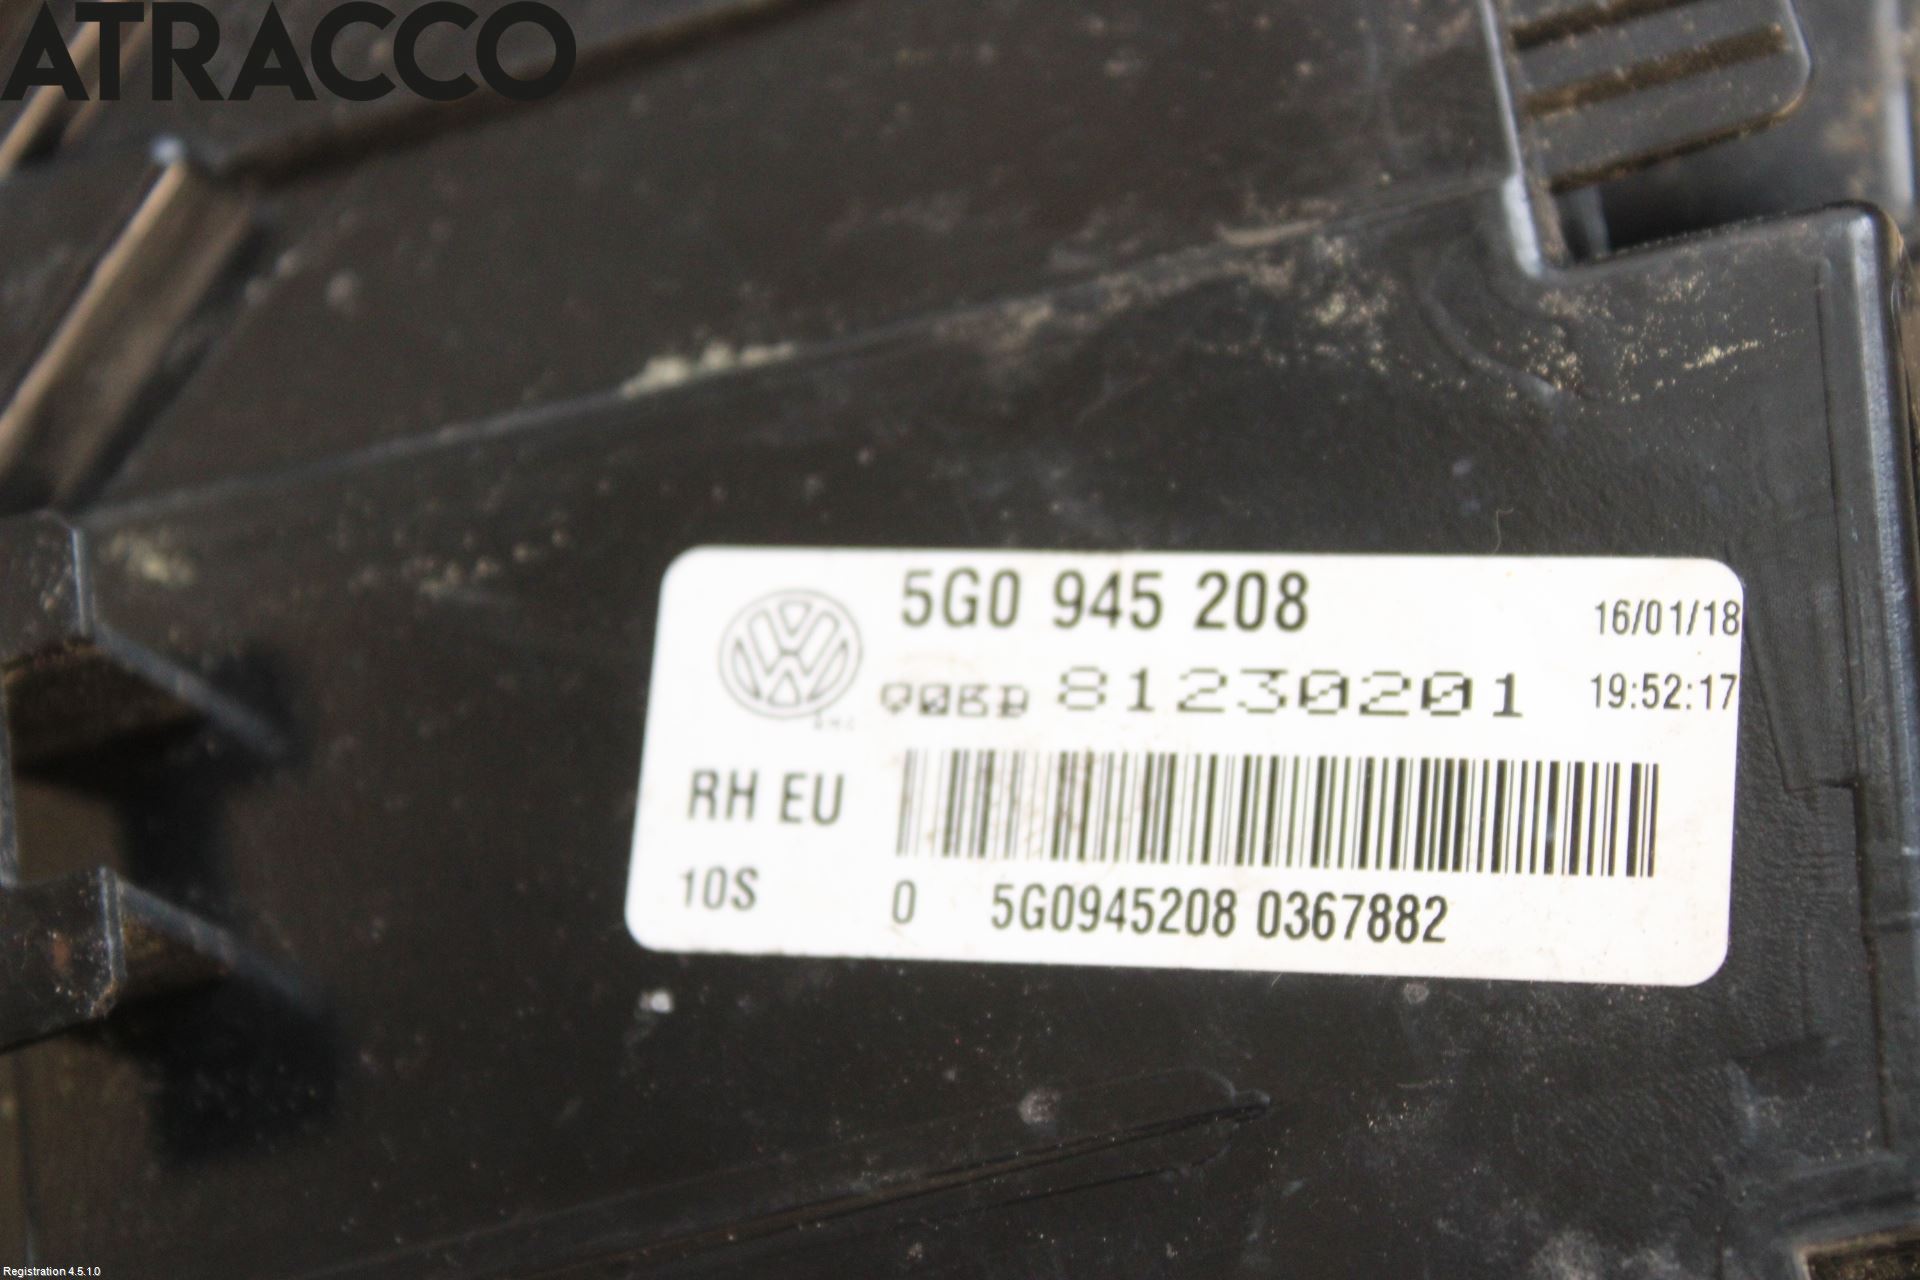 ATRACCO
5G0 945 208
16/01/18
81230201
19:52:17
RH EU
10S
0 5G0945208 0367882
Registration 4.5.1.0